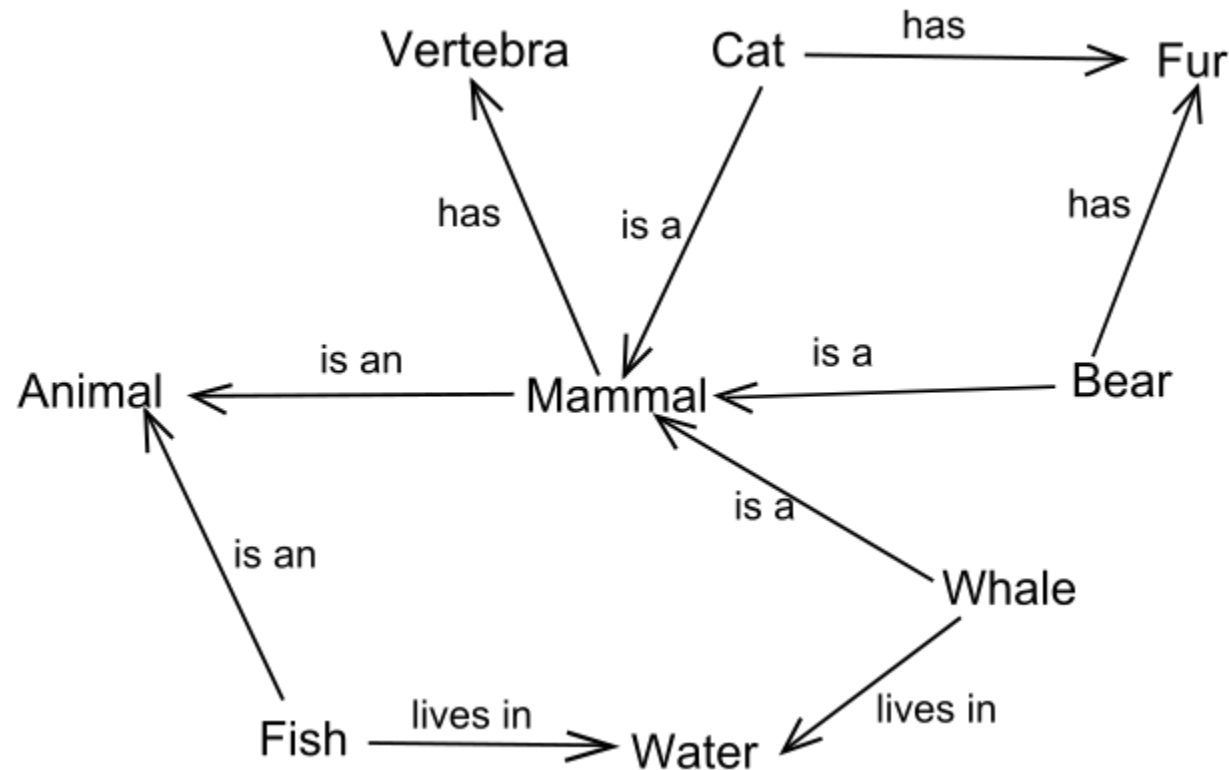 Vertebra
Cat
has
Fur
has
is a
has
Animal
is an
Mammal
is a
Bear
is a
is an
Whale
Fish
lives in
Water
lives in